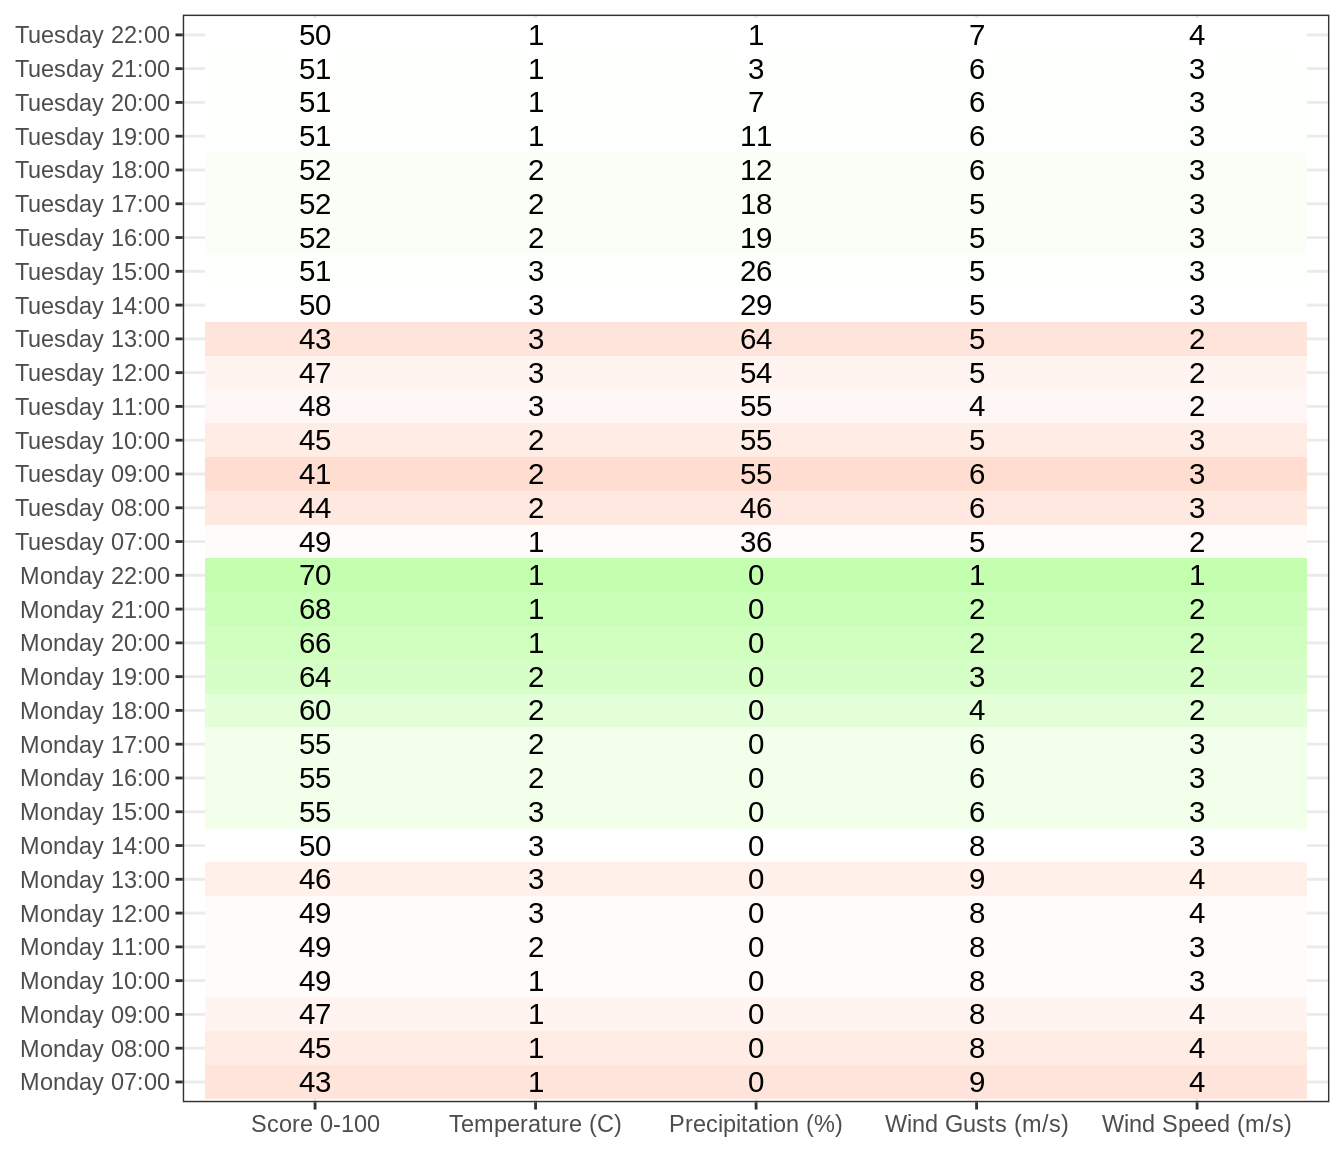 Tuesday 22:00 50 1 1 7 4
Tuesday 21:00 51 1 3 6 3
Tuesday 20:00 51 1 7 6 3
Tuesday 19:00 51 1 11 6 3
Tuesday 18:00 52 2 12 6 3
Tuesday 17:00 52 2 18 5 3
Tuesday 16:00 52 2 19 5 3
Tuesday 15:00 51 3 26 5 3
Tuesday 14:00 50 3 29 5 3
Tuesday 13:00 43 3 64 5 2
Tuesday 12:00 47 3 54 5 2
Tuesday 11:00 48 3 55 4 2
Tuesday 10:00 45 2 55 5 3
Tuesday 09:00 41 2 55 6 3
Tuesday 08:00 44 2 46 6 3
Tuesday 07:00 49 1 36 5 2
Monday 22:00 70 1 0 1 1
Monday 21:00 68 1 0 2 2
Monday 20:00 66 1 0 2 2
Monday 19:00 64 2 0 3 2
Monday 18:00 60 2 0 4 2
Monday 17:00 55 2 0 6 3
Monday 16:00 55 2 0 6 3
Monday 15:00 55 3 0 6 3
Monday 14:00 50 3 0 8 3
Monday 13:00 46 3 0 9 4
Monday 12:00 49 3 0 8 4
Monday 11:00 49 2 0 8 3
Monday 10:00 49 1 0 8 3
Monday 09:00 47 1 0 8 4
Monday 08:00 45 1 0 8 4
Monday 07:00 43 1 0 9 4
Score 0-100 Temperature (C) Precipitation (%) Wind Gusts (m/s) Wind Speed (m/s)